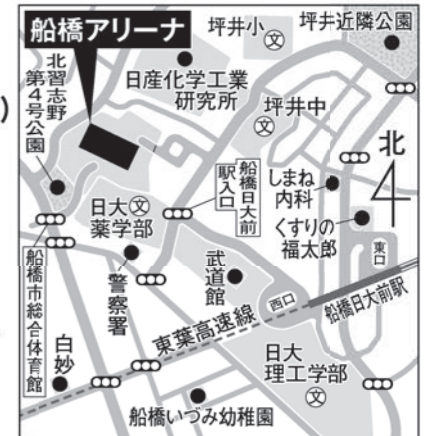 船橋アリーナ
坪井小
文
坪井近隣公園
日産化学工業
研究所
北習志野
第4号公園
坪井中
文
北
船橋日大前
駅入口
しまね
内科
くすりの
福太郎
日大
薬学部
文
武道館
東口
西口
船橋日大前駅
警察署
船橋市総合体育館
東葉高速線
白妙
日大
理工学部
文
船橋いづみ幼稚園
)